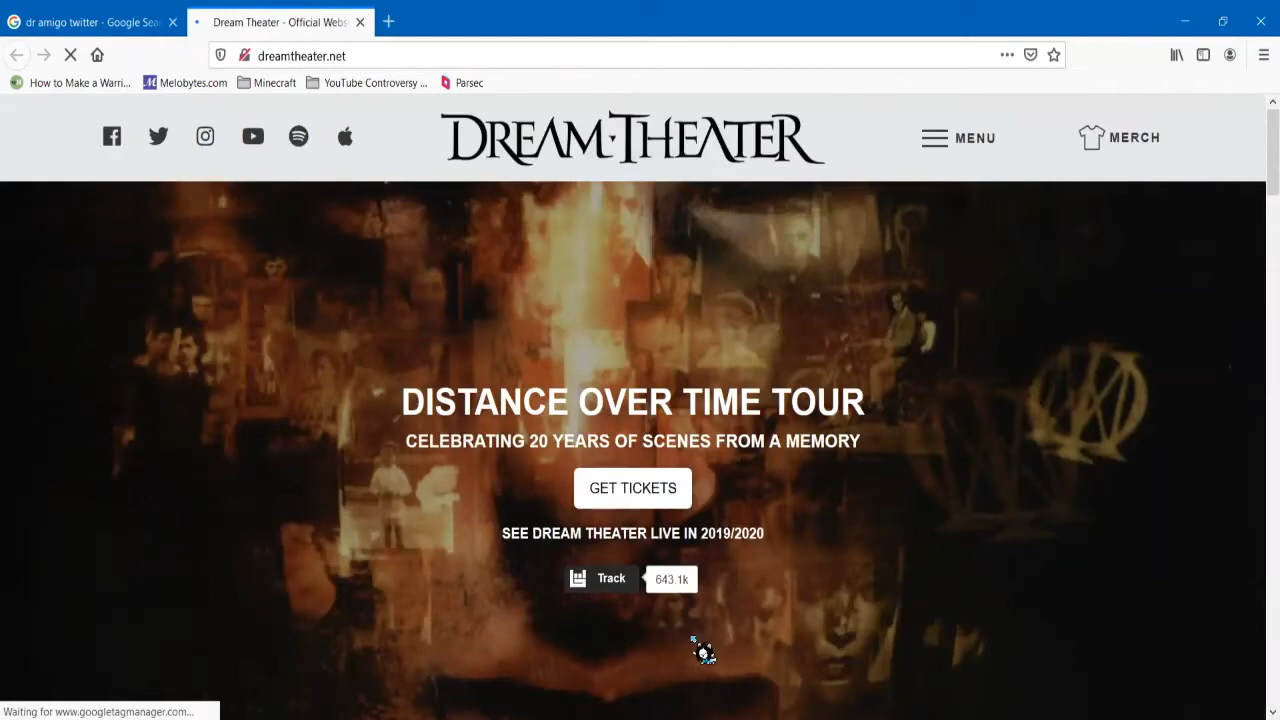 dr amigo twitter - Google Sea
Dream Theater - Official Webs
dreamtheater.net
How to Make a Warri...
Melobytes.com
Minecraft
YouTube Controversy ...
Parsec
DREAM THEATER
MENU
MERCH
DISTANCE OVER TIME TOUR
CELEBRATING 20 YEARS OF SCENES FROM A MEMORY
GET TICKETS
SEE DREAM THEATER LIVE IN 2019/2020
Track 643.1k
Waiting for www.googletagmanager.com...